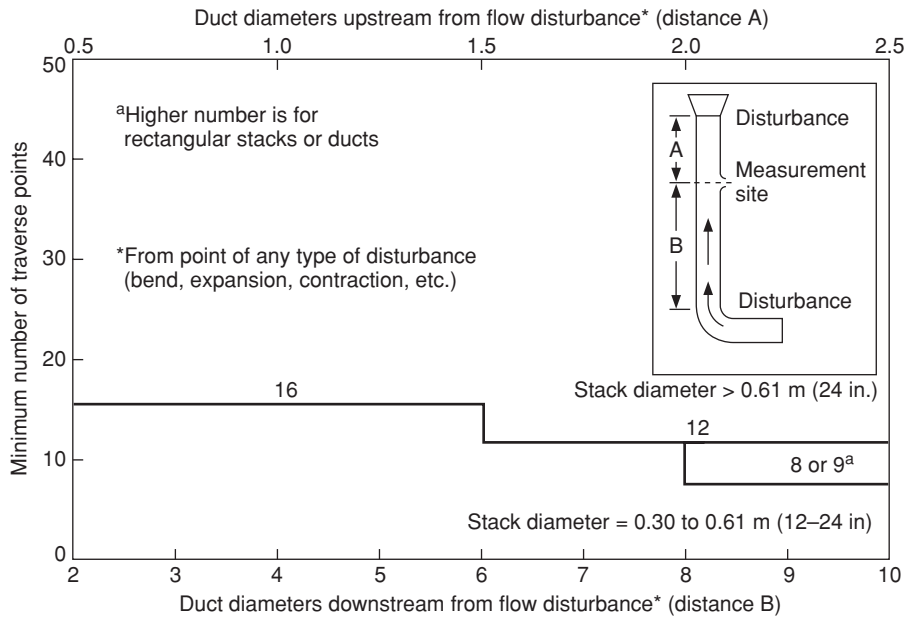 Duct diameters upstream from flow disturbance* (distance A)
0.5 1.0 1.5 2.0 2.5
50
40
30
20
10
0
Minimum number of traverse points
aHigher number is for
rectangular stacks or ducts
*From point of any type of disturbance
(bend, expansion, contraction, etc.)
A
B
Disturbance
Measurement
site
Disturbance
Stack diameter > 0.61 m (24 in.)
16
12
8 or 9a
Stack diameter = 0.30 to 0.61 m (12–24 in)
2 3 4 5 6 7 8 9 10
Duct diameters downstream from flow disturbance* (distance B)